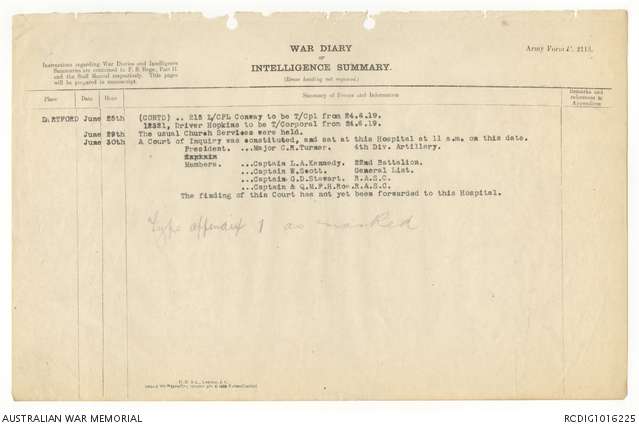 WAR DIARY
OF
INTELLIGENCE SUMMARY.
(Erase heading not required.)
Army Form C. 2118.
Instructions regarding War Diaries and Intelligence
Summaries are contained in F. S. Regs., Part II.
and the Staff Manual respectively. Title pages
will be prepared in manuscript.
Place Date Hour Summary of Events and Information Remarks and references to Appendices
DARTFORD June 25th (CONTD) .. 215 L/CPL Conway to be T/Cpl from 24.6.19.
12321, Driver Hopkins to be T/Corporal from 24.6.19.
June 29th The usual Church Services were held.
June 30th A Court of Inquiry was constituted, and sat at this Hospital at 11 a.m. on this date.
President. ...Major C.R.Turner. 4th Div. Artillery.
Members. ...Captain L.A.Kennedy. 22nd Battalion.
...Captain W.Scott. General List.
...Captain G.D.Stewart. R.A.S.C.
...Captain & Q.M.F.H.Roe. R.A.S.C.
The finding of this Court has not yet been forwarded to this Hospital.
Type appendix 1 as marked
AUSTRALIAN WAR MEMORIAL
RCDIG1016225